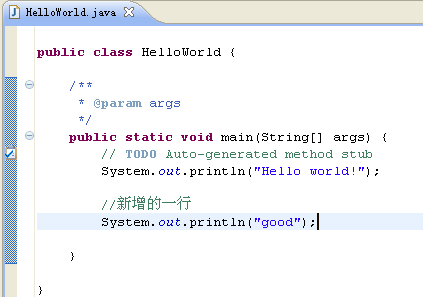 HelloWorld.java
public class HelloWorld {
/**
* @param args
*/
public static void main(String[] args) {
// TODO Auto-generated method stub
System.out.println("Hello world!");
//新增的一行
System.out.println("good");
}
}